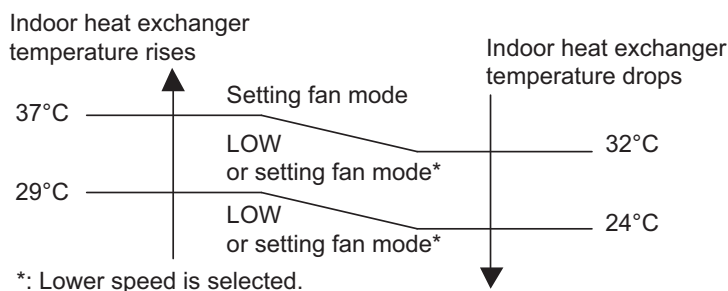 Indoor heat exchanger
temperature rises
Indoor heat exchanger
temperature drops
37°C
Setting fan mode
32°C
LOW
or setting fan mode*
29°C
LOW
or setting fan mode*
24°C
*: Lower speed is selected.